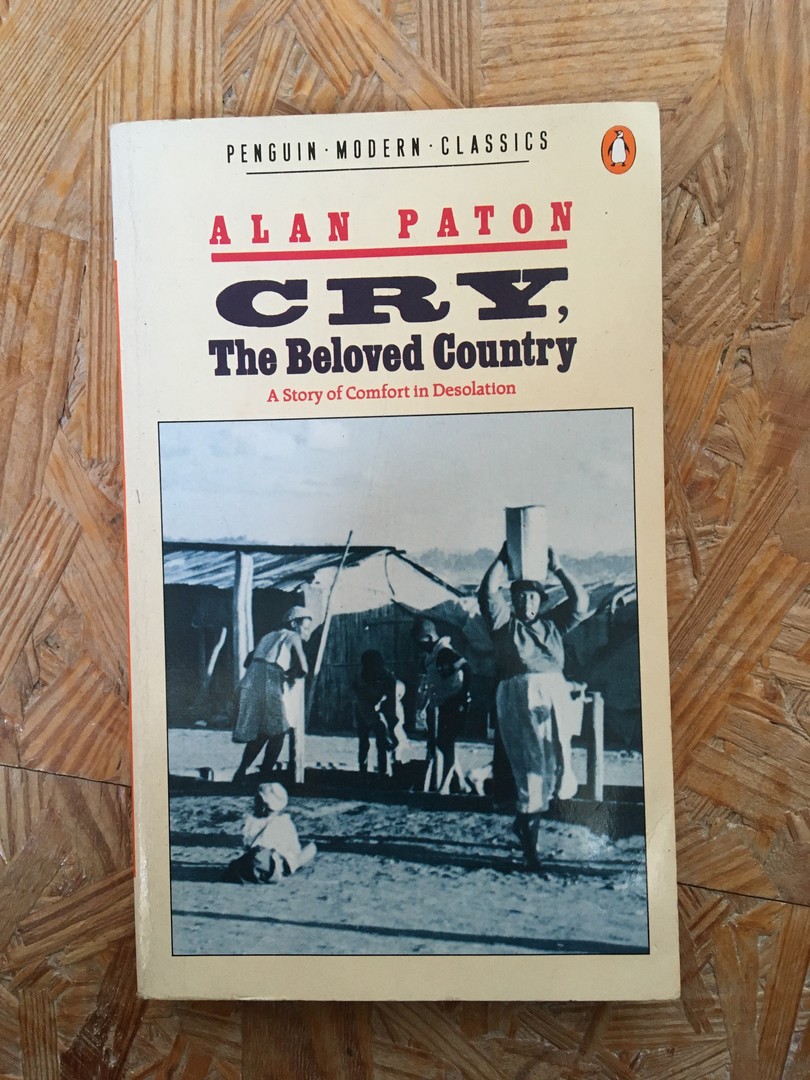 PENGUIN · MODERN · CLASSICS
ALAN PATON
CRY,
The Beloved Country
A Story of Comfort in Desolation